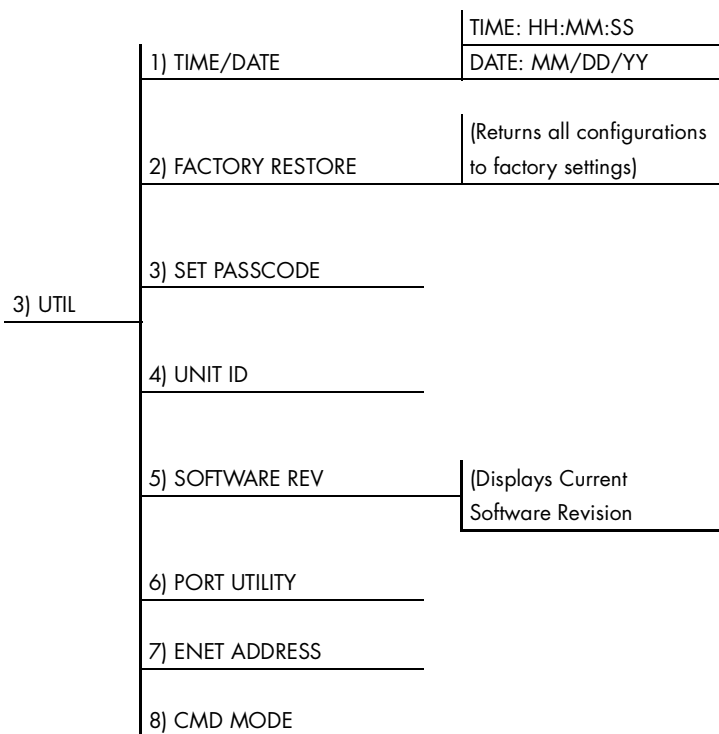 3) UTIL
1) TIME/DATE
TIME: HH:MM:SS
DATE: MM/DD/YY
2) FACTORY RESTORE
(Returns all configurations
to factory settings)
3) SET PASSCODE
4) UNIT ID
5) SOFTWARE REV
(Displays Current
Software Revision
6) PORT UTILITY
7) ENET ADDRESS
8) CMD MODE